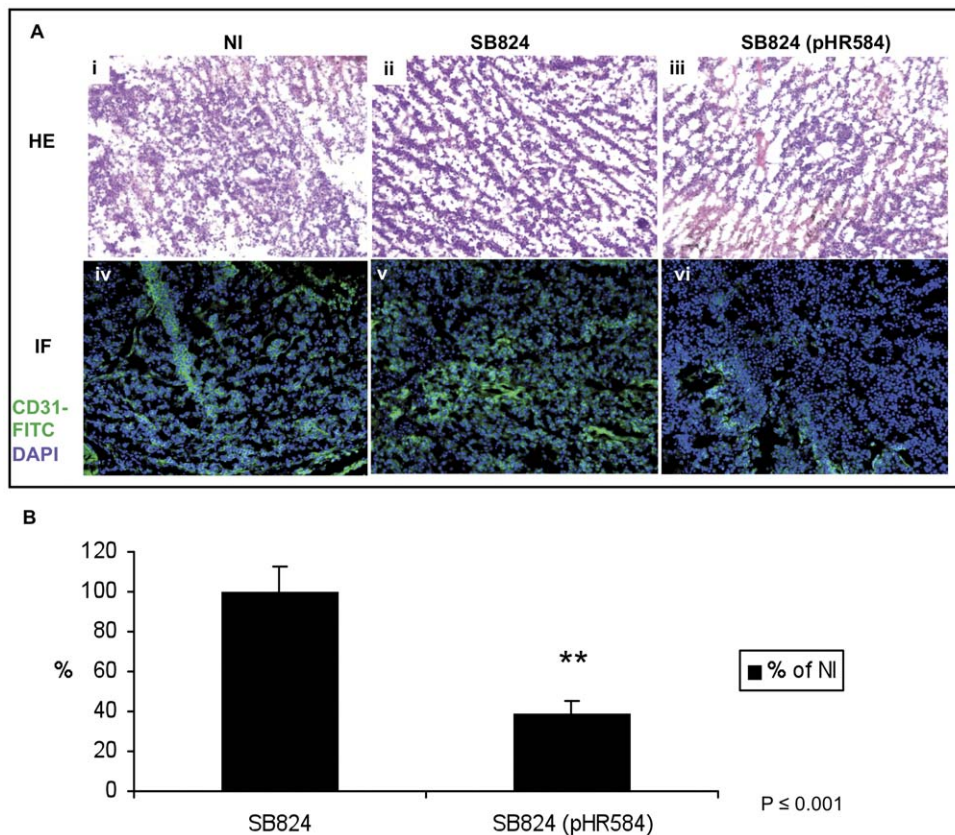 A
NI
SB824
SB824 (pHR584)
i
ii
iii
HE
iv
v
vi
IF
CD31-
FITC
DAPI
B
120
100
80
60
40
20
0
%
**
% of NI
SB824
SB824 (pHR584)
P ≤ 0.001